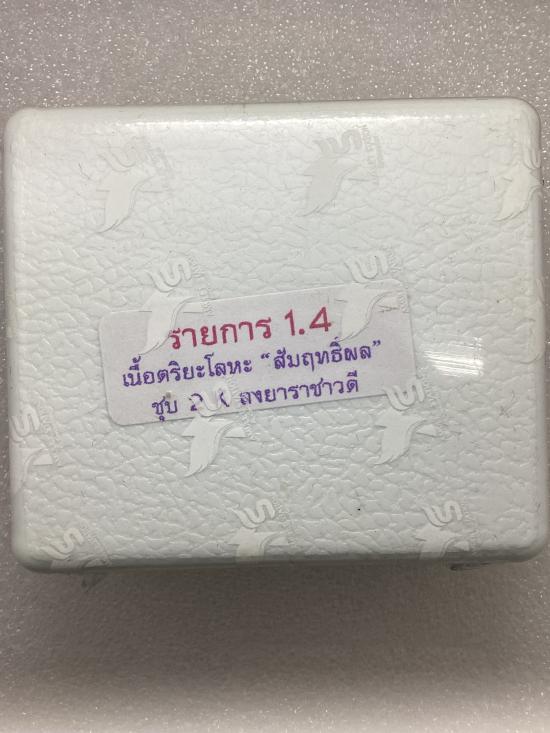 รายการ 1.4
เนื้อตริยะโลหะ “สัมฤทธิ์ผล”
ชุบ 2 K ลงยาราชาวดี